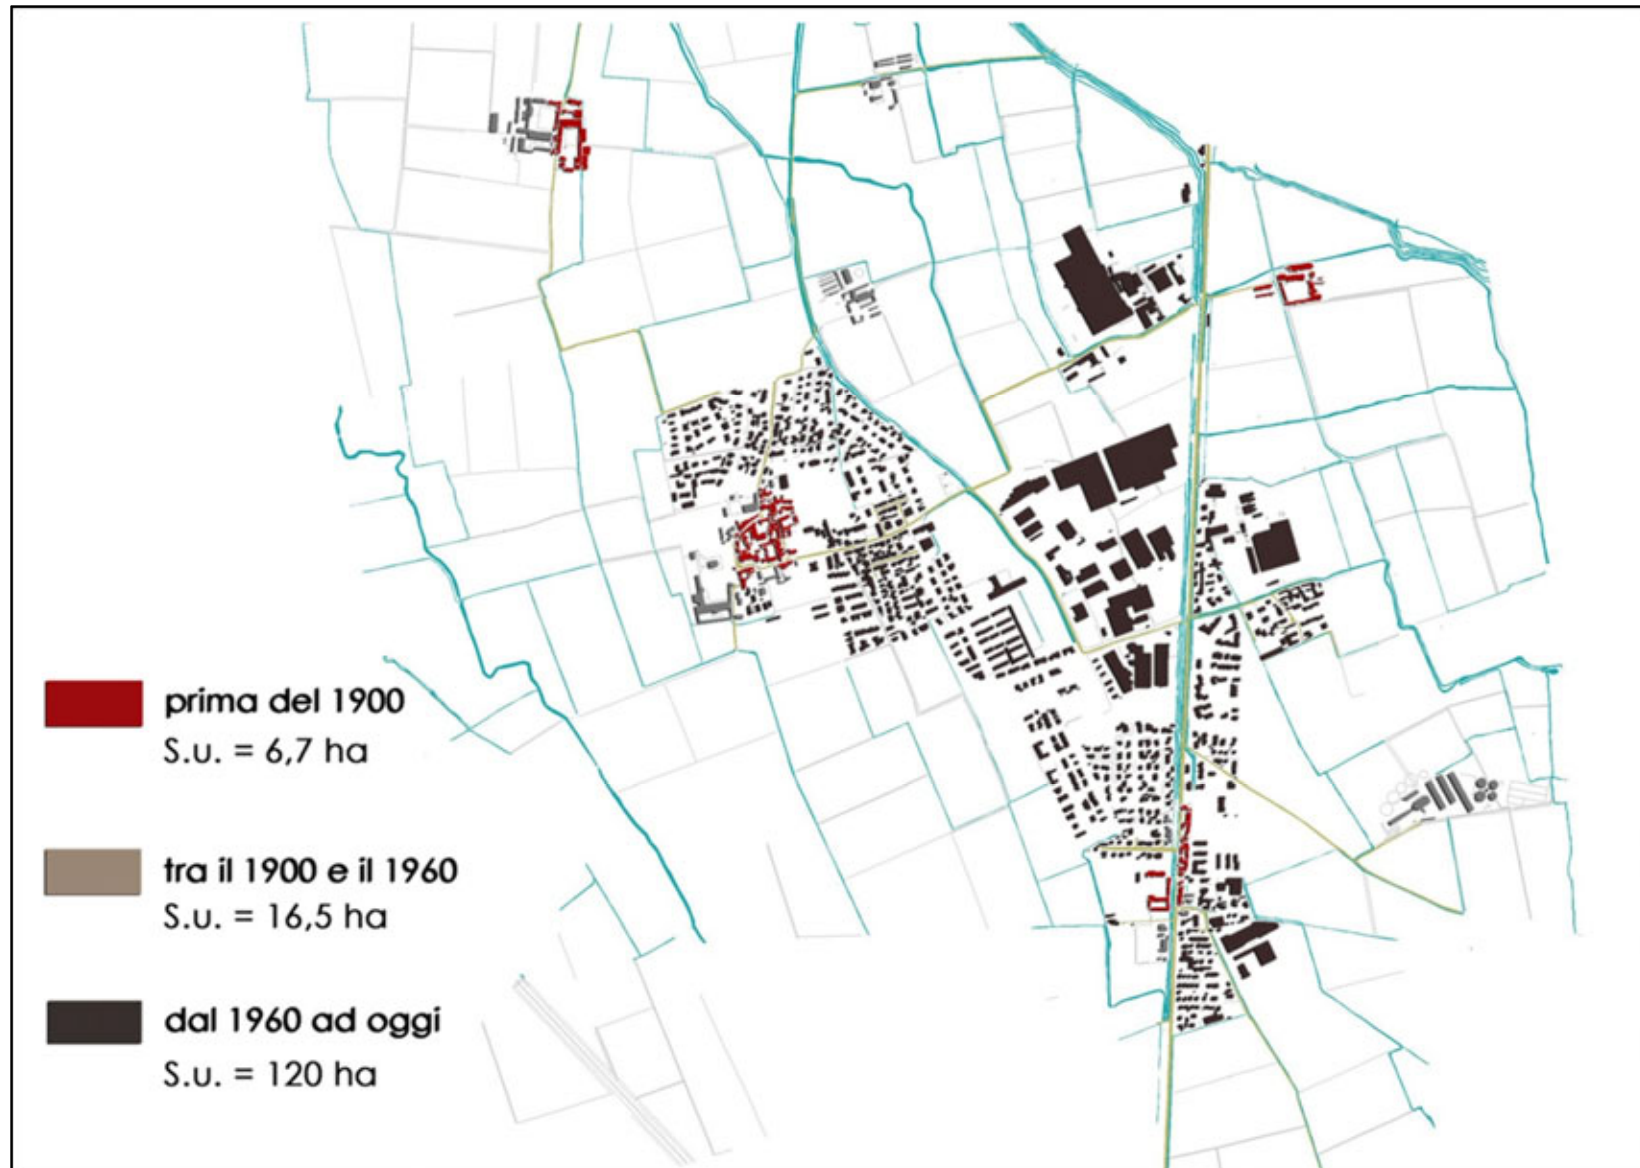 prima del 1900
S.u. = 6,7 ha
tra il 1900 e il 1960
S.u. = 16,5 ha
dal 1960 ad oggi
S.u. = 120 ha